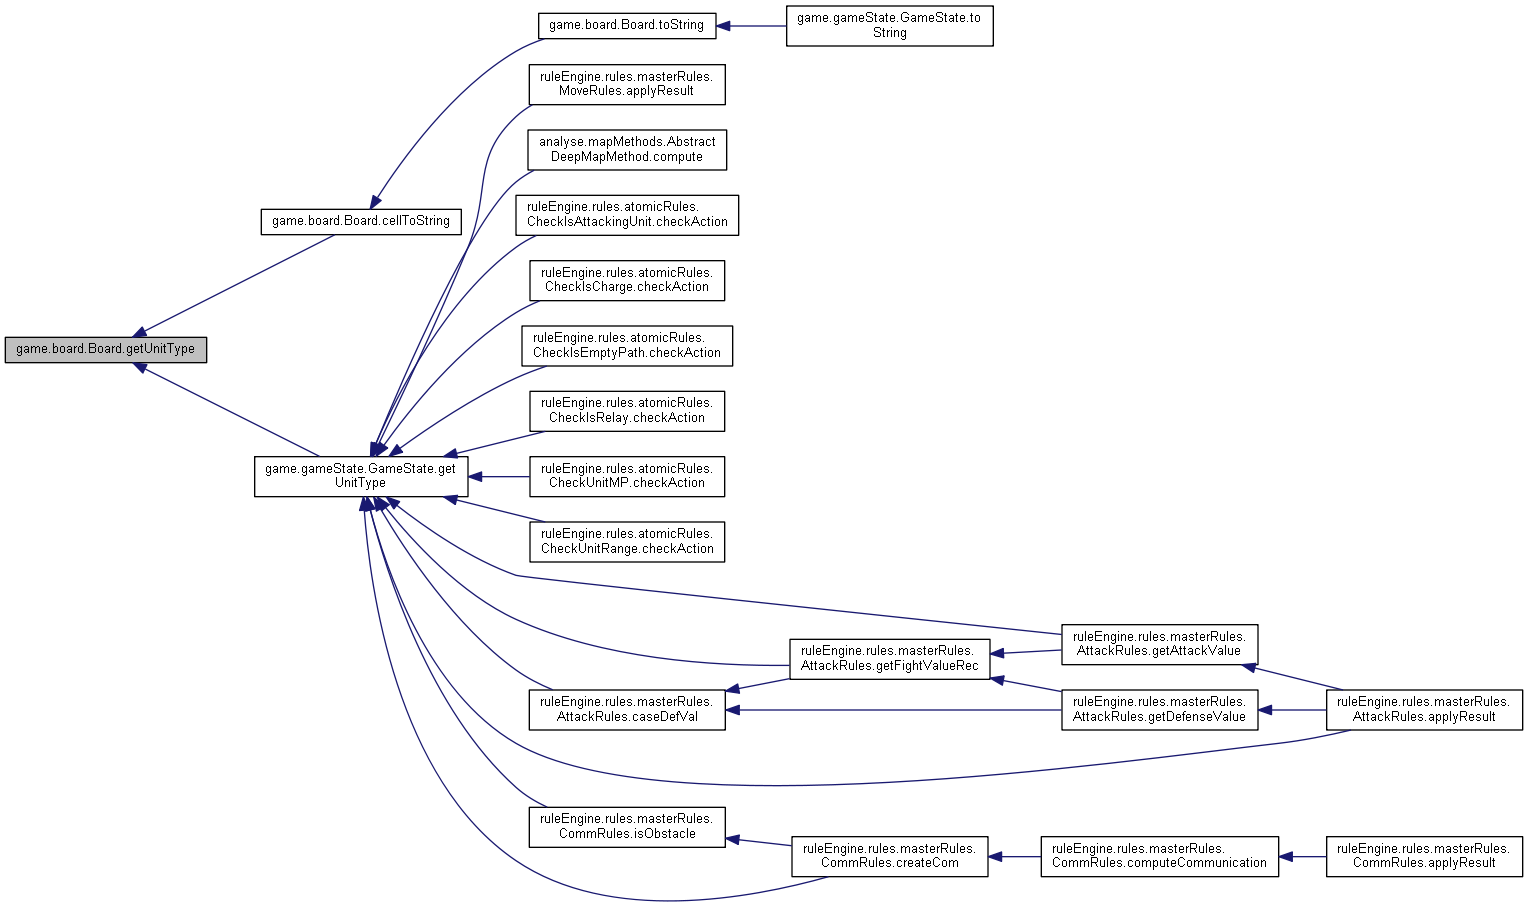 game.board.Board.toString
game.gameState.GameState.to
String
ruleEngine.rules.masterRules.
MoveRules.applyResult
analyse.mapMethods.Abstract
DeepMapMethod.compute
ruleEngine.rules.atomicRules.
CheckIsAttackingUnit.checkAction
game.board.Board.cellToString
ruleEngine.rules.atomicRules.
CheckIsCharge.checkAction
game.board.Board.getUnitType
ruleEngine.rules.atomicRules.
CheckIsEmptyPath.checkAction
ruleEngine.rules.atomicRules.
CheckIsRelay.checkAction
game.gameState.GameState.get
UnitType
ruleEngine.rules.atomicRules.
CheckUnitMP.checkAction
ruleEngine.rules.atomicRules.
CheckUnitRange.checkAction
ruleEngine.rules.masterRules.
AttackRules.getFightValueRec
ruleEngine.rules.masterRules.
AttackRules.getAttackValue
ruleEngine.rules.masterRules.
AttackRules.caseDefVal
ruleEngine.rules.masterRules.
AttackRules.getDefenseValue
ruleEngine.rules.masterRules.
AttackRules.applyResult
ruleEngine.rules.masterRules.
CommRules.isObstacle
ruleEngine.rules.masterRules.
CommRules.createCom
ruleEngine.rules.masterRules.
CommRules.computeCommunication
ruleEngine.rules.masterRules.
CommRules.applyResult